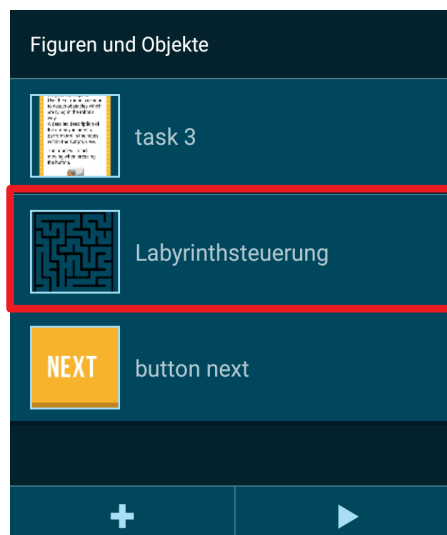 Figuren und Objekte
task 3
Labyrinthsteuerung
NEXT
button next